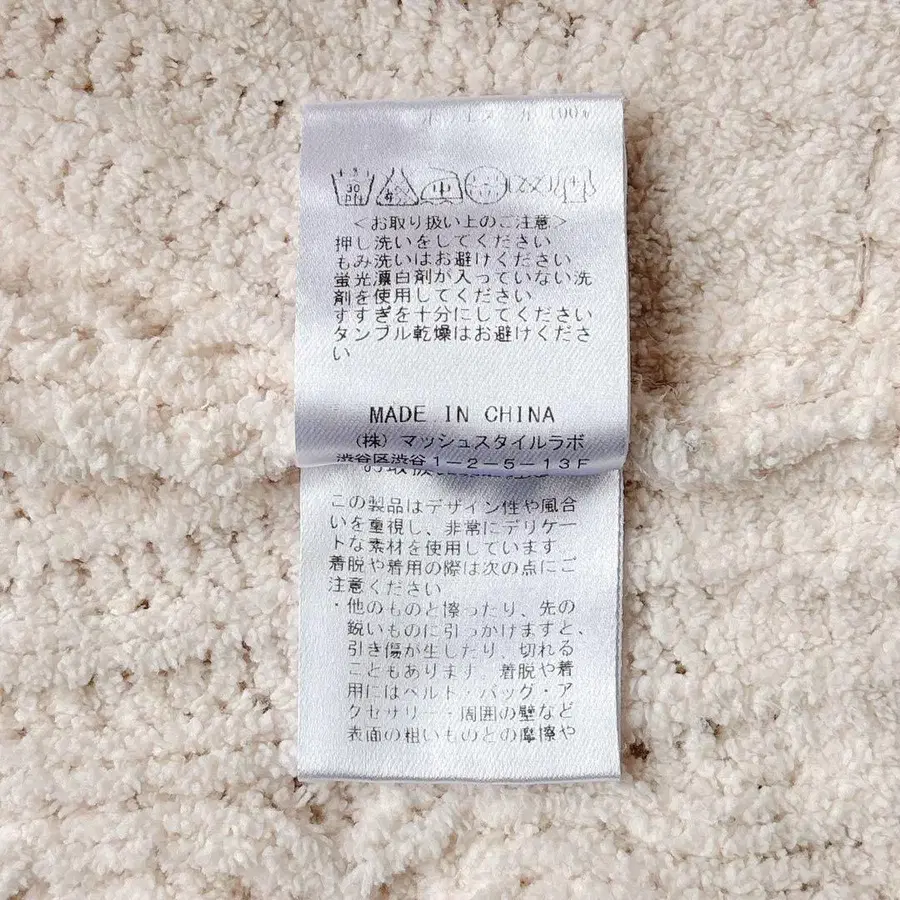 ポリエステル 100%
30
中
<お取り扱い上のご注意>
押し洗いをしてください
もみ洗いはお避けください
蛍光漂白剤が入っていない洗
剤を使用してください
すすぎを十分にしてください
タンブル乾燥はお避けくださ
い
MADE IN CHINA
(株)マッシュスタイルラボ
渋谷区渋谷1-2-5-13F
この製品はデザイン性や風合
いを重視し、非常にデリケー
トな素材を使用しています
着脱や着用の際は次の点にご
注意ください
・他のものと擦ったり、先の
鋭いものに引っかけますと、
引き傷が生したり、切れる
こともあります。着脱や着
用にはベルト・バッグ・ア
クセサリー・周囲の壁など
表面の粗いものとの摩擦や